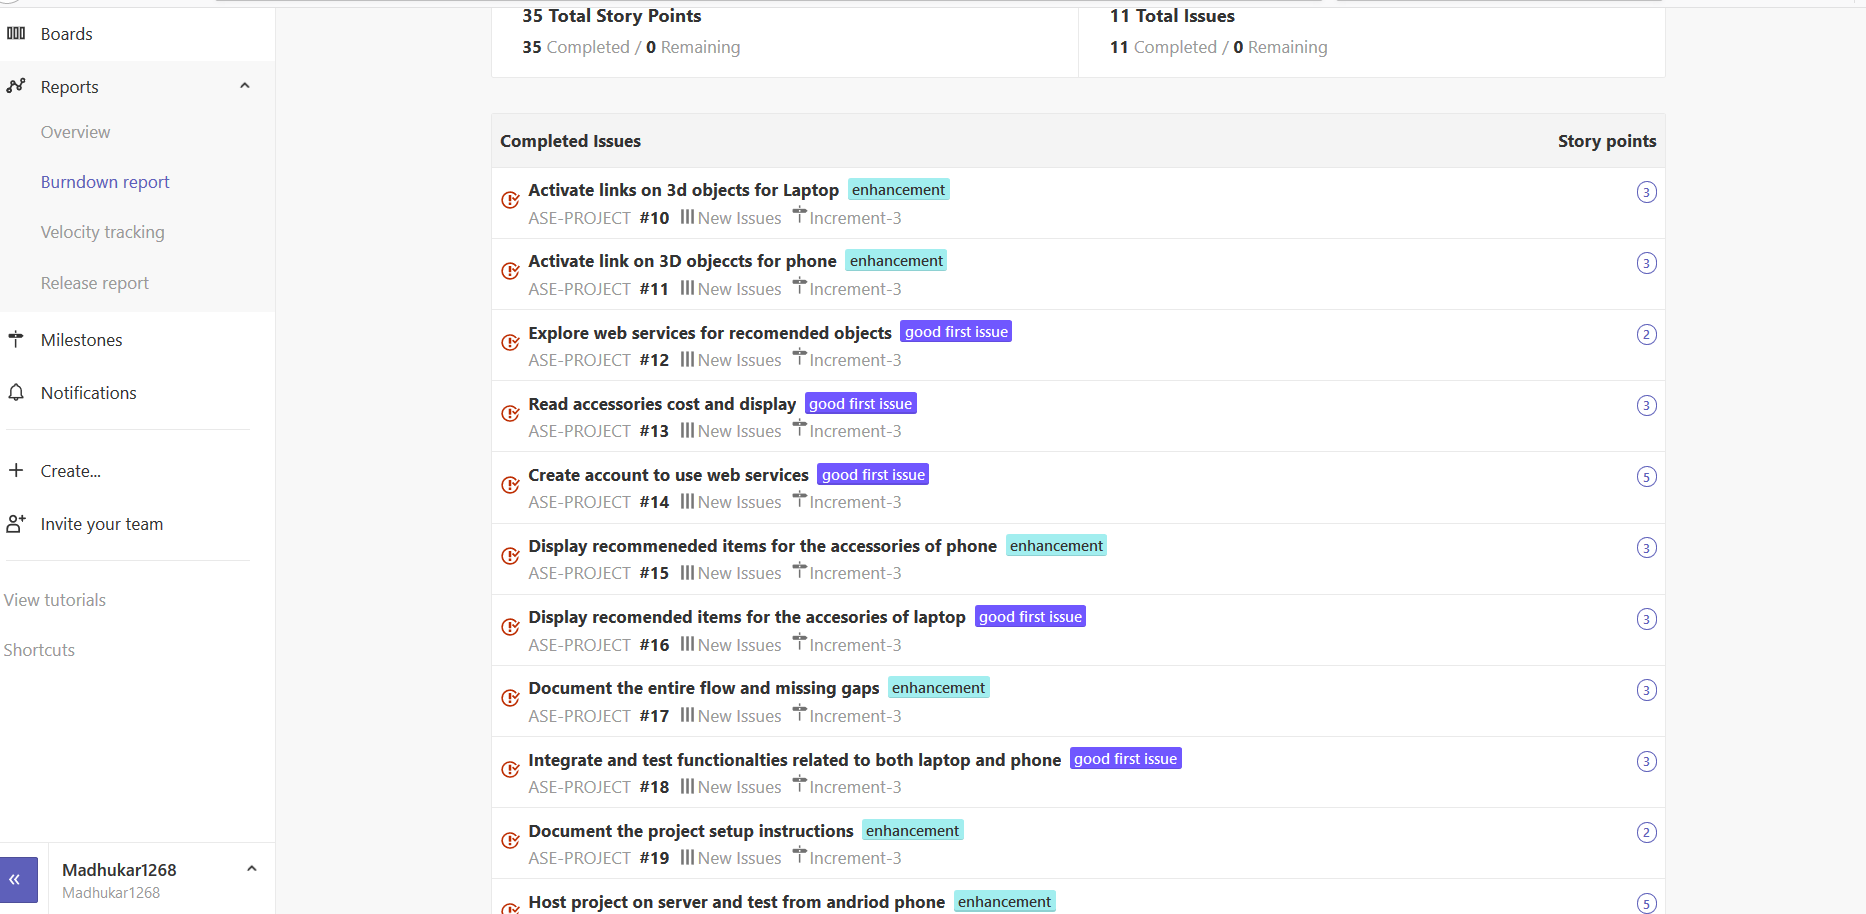 Boards
Reports
Overview
Burndown report
Velocity tracking
Release report
Milestones
Notifications
Create...
Invite your team
View tutorials
Shortcuts
Madhukar1268
Madhukar1268
35 Total Story Points
35 Completed / 0 Remaining
11 Total Issues
11 Completed / 0 Remaining
Completed Issues Story points
Activate links on 3d objects for Laptop enhancement 3
ASE-PROJECT #10 New Issues Increment-3
Activate link on 3D objeccts for phone enhancement 3
ASE-PROJECT #11 New Issues Increment-3
Explore web services for recomended objects good first issue 2
ASE-PROJECT #12 New Issues Increment-3
Read accessories cost and display good first issue 3
ASE-PROJECT #13 New Issues Increment-3
Create account to use web services good first issue 5
ASE-PROJECT #14 New Issues Increment-3
Display recommeneded items for the accessories of phone enhancement 3
ASE-PROJECT #15 New Issues Increment-3
Display recomended items for the accesories of laptop good first issue 3
ASE-PROJECT #16 New Issues Increment-3
Document the entire flow and missing gaps enhancement 3
ASE-PROJECT #17 New Issues Increment-3
Integrate and test functionalties related to both laptop and phone good first issue 3
ASE-PROJECT #18 New Issues Increment-3
Document the project setup instructions enhancement 2
ASE-PROJECT #19 New Issues Increment-3
Host project on server and test from andriod phone enhancement 5